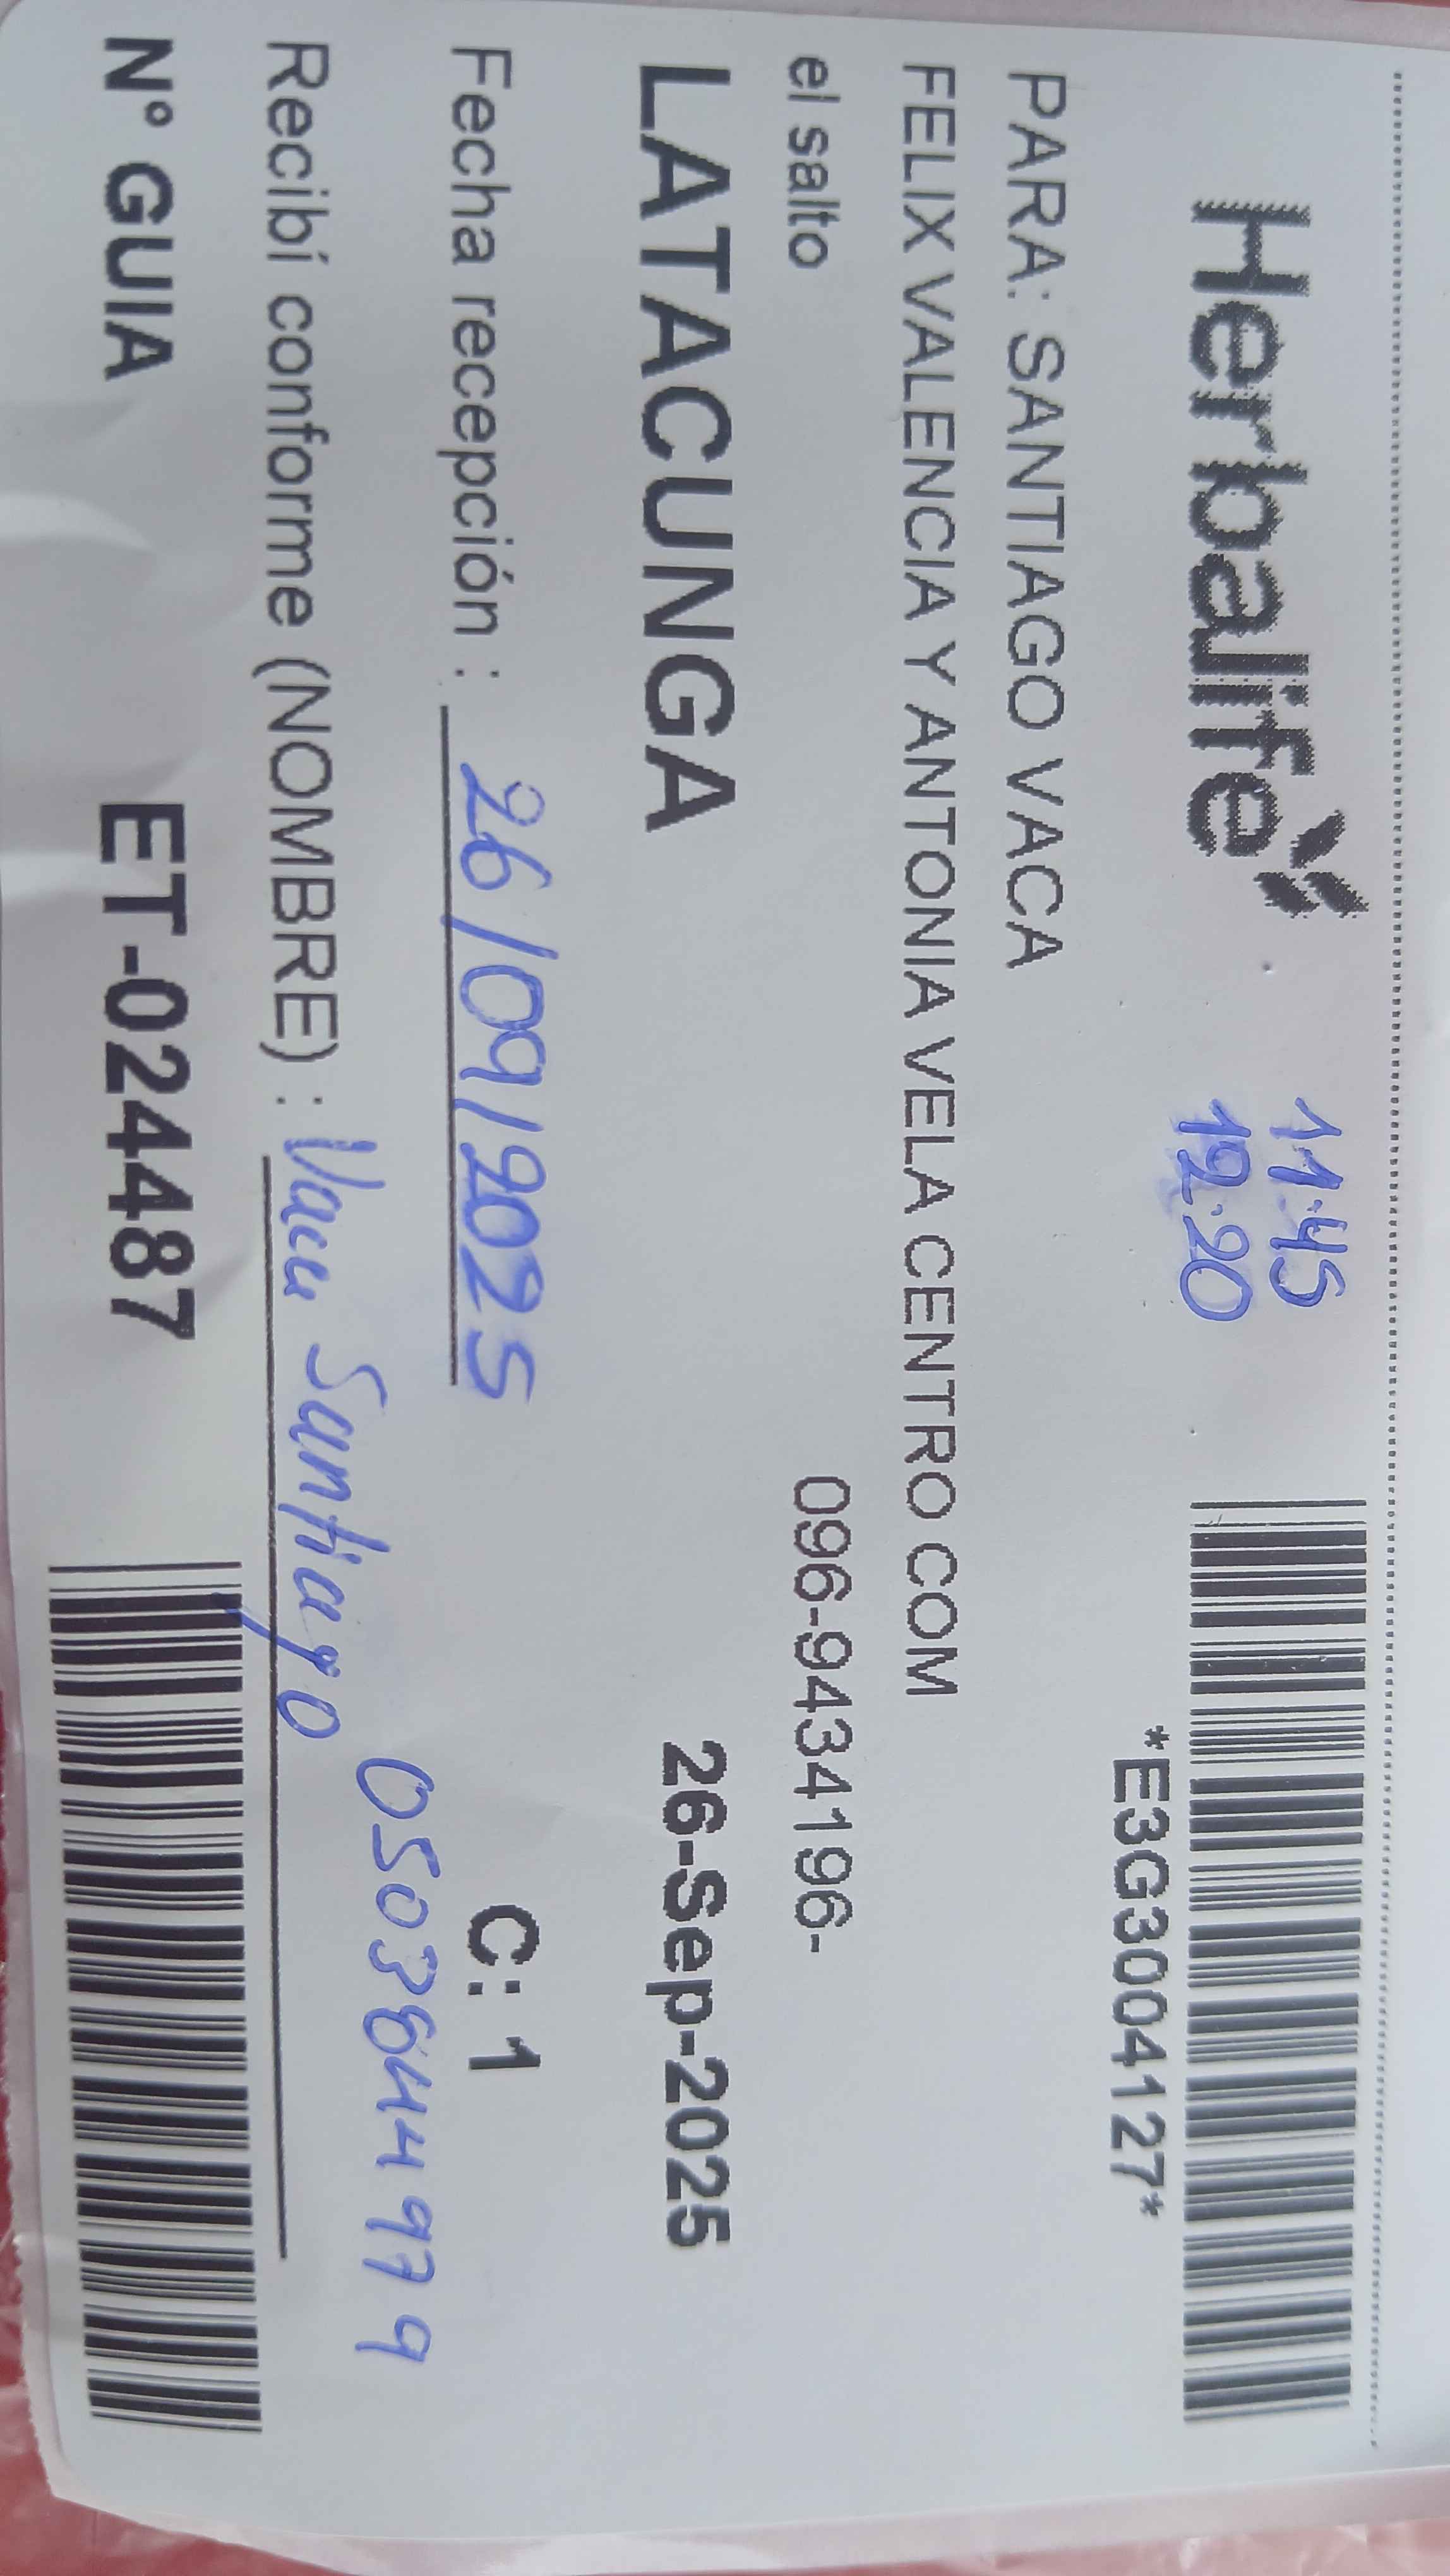 Herbalife
11:45
12:20
*E3G3004127*
PARA: SANTIAGO VACA
FELIX VALENCIA Y ANTONIA VELA CENTRO COM
el salto 096-9434196-
LATACUNGA 26-Sep-2025
Fecha recepción : 26/09/2025 C: 1
0503644979
Recibí conforme (NOMBRE) : Vaca Santiago
N° GUIA ET-024487